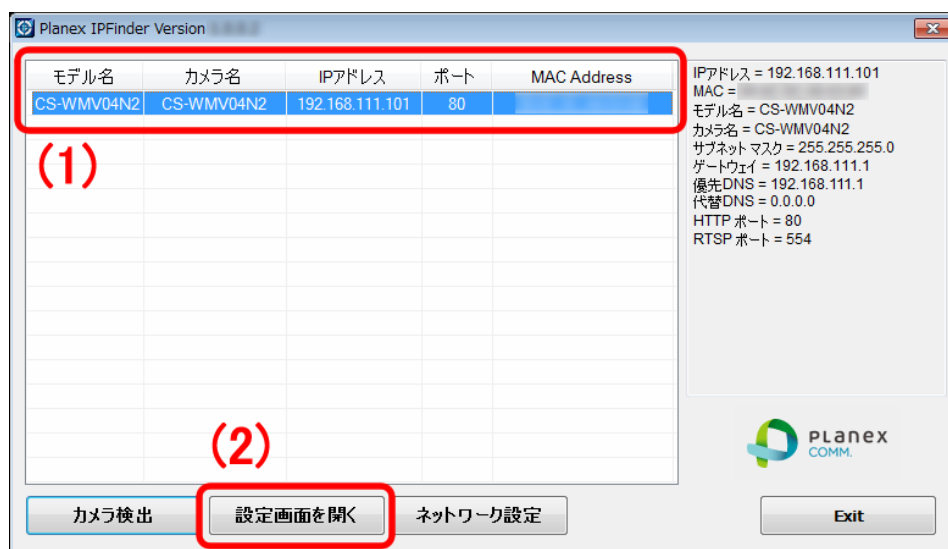 Planex IPFinder Version
モデル名 カメラ名 IPアドレス ポート MAC Address
CS-WMV04N2 CS-WMV04N2 192.168.111.101 80
(1)
IPアドレス = 192.168.111.101
MAC =
モデル名 = CS-WMV04N2
カメラ名 = CS-WMV04N2
サブネット マスク = 255.255.255.0
ゲートウェイ = 192.168.111.1
優先DNS = 192.168.111.1
代替DNS = 0.0.0.0
HTTP ポート = 80
RTSP ポート = 554
PLanex
COMM.
(2)
カメラ検出 設定画面を開く ネットワーク設定 Exit